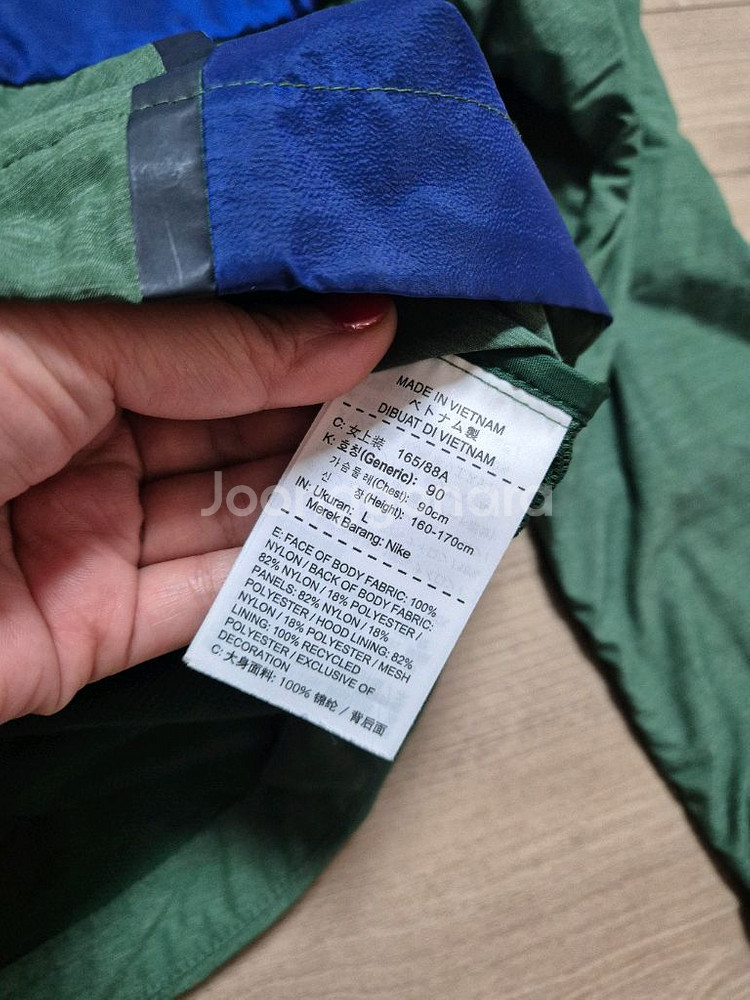 MADE IN VIETNAM
ベトナム製
DIBUAT DI VIETNAM
C: 女上装 165/88A
K: 호칭(Generic): 90
가슴둘레(Chest): 90cm
신 장(Height): 160-170cm
IN: Ukuran: L
Merek Barang: Nike
E: FACE OF BODY FABRIC: 100%
NYLON / BACK OF BODY FABRIC:
82% NYLON / 18% POLYESTER /
PANELS: 82% NYLON / 18%
POLYESTER / HOOD LINING: 82%
NYLON / 18% POLYESTER / MESH
LINING: 100% RECYCLED
POLYESTER / EXCLUSIVE OF
DECORATION
C: 大身面料: 100% 锦纶 / 背后面
Joonggonara